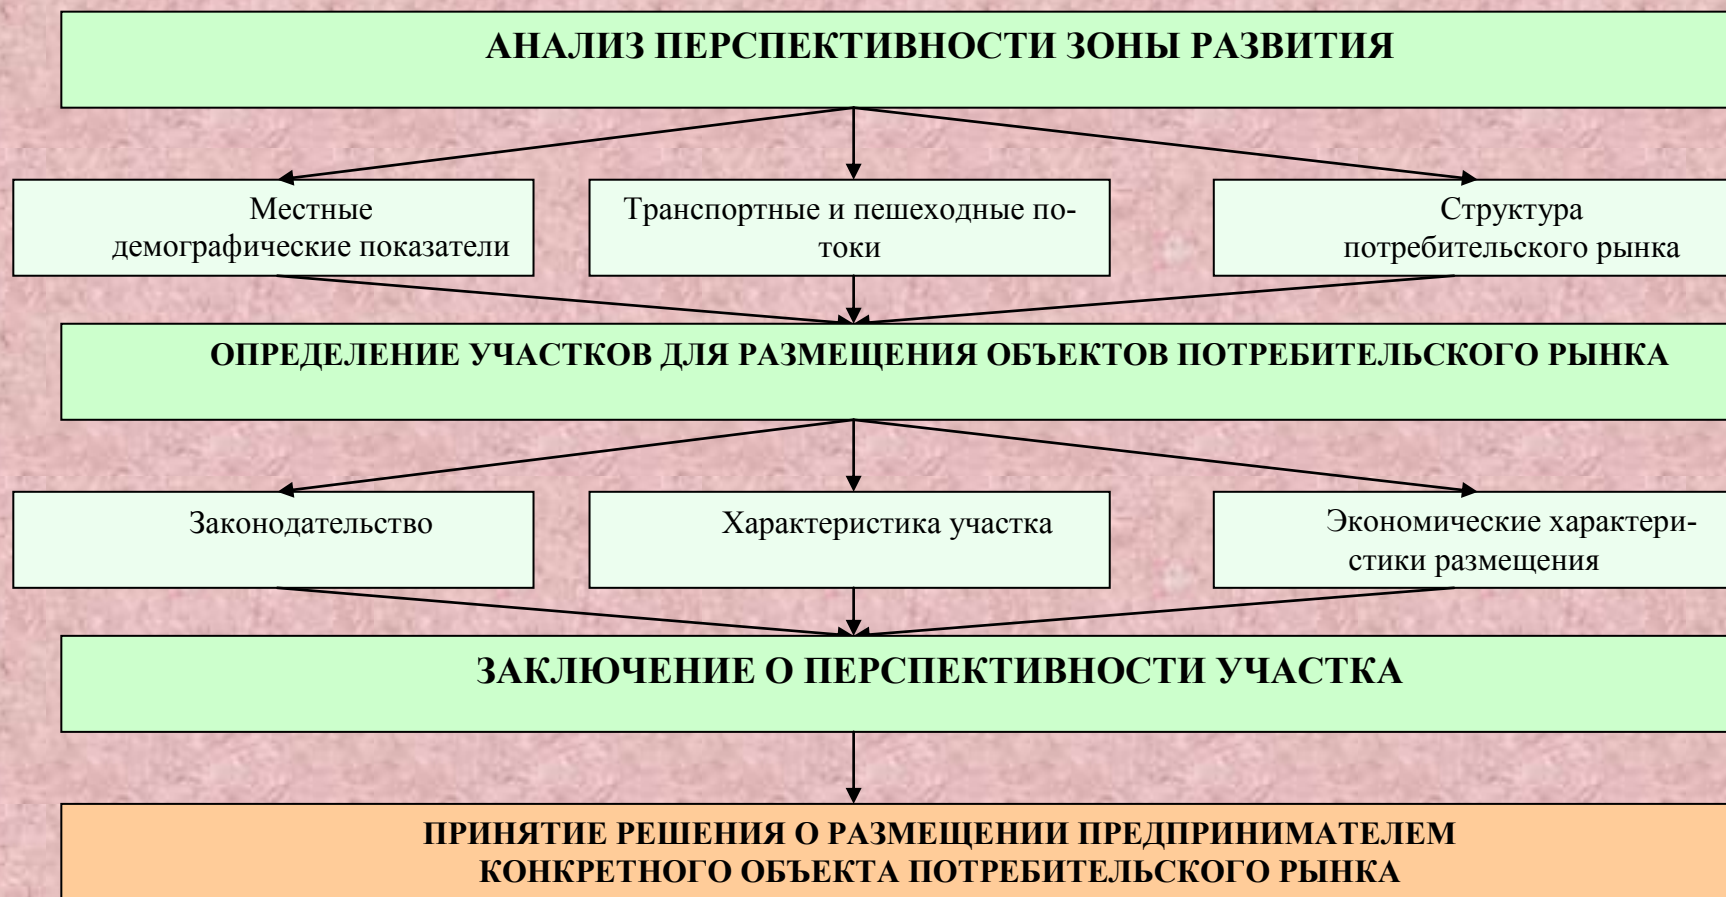 АНАЛИЗ ПЕРСПЕКТИВНОСТИ ЗОНЫ РАЗВИТИЯ
Местные
демографические показатели
Транспортные и пешеходные по-
токи
Структура
потребительского рынка
ОПРЕДЕЛЕНИЕ УЧАСТКОВ ДЛЯ РАЗМЕЩЕНИЯ ОБЪЕКТОВ ПОТРЕБИТЕЛЬСКОГО РЫНКА
Законодательство
Характеристика участка
Экономические характери-
стики размещения
ЗАКЛЮЧЕНИЕ О ПЕРСПЕКТИВНОСТИ УЧАСТКА
ПРИНЯТИЕ РЕШЕНИЯ О РАЗМЕЩЕНИИ ПРЕДПРИНИМАТЕЛЕМ
КОНКРЕТНОГО ОБЪЕКТА ПОТРЕБИТЕЛЬСКОГО РЫНКА